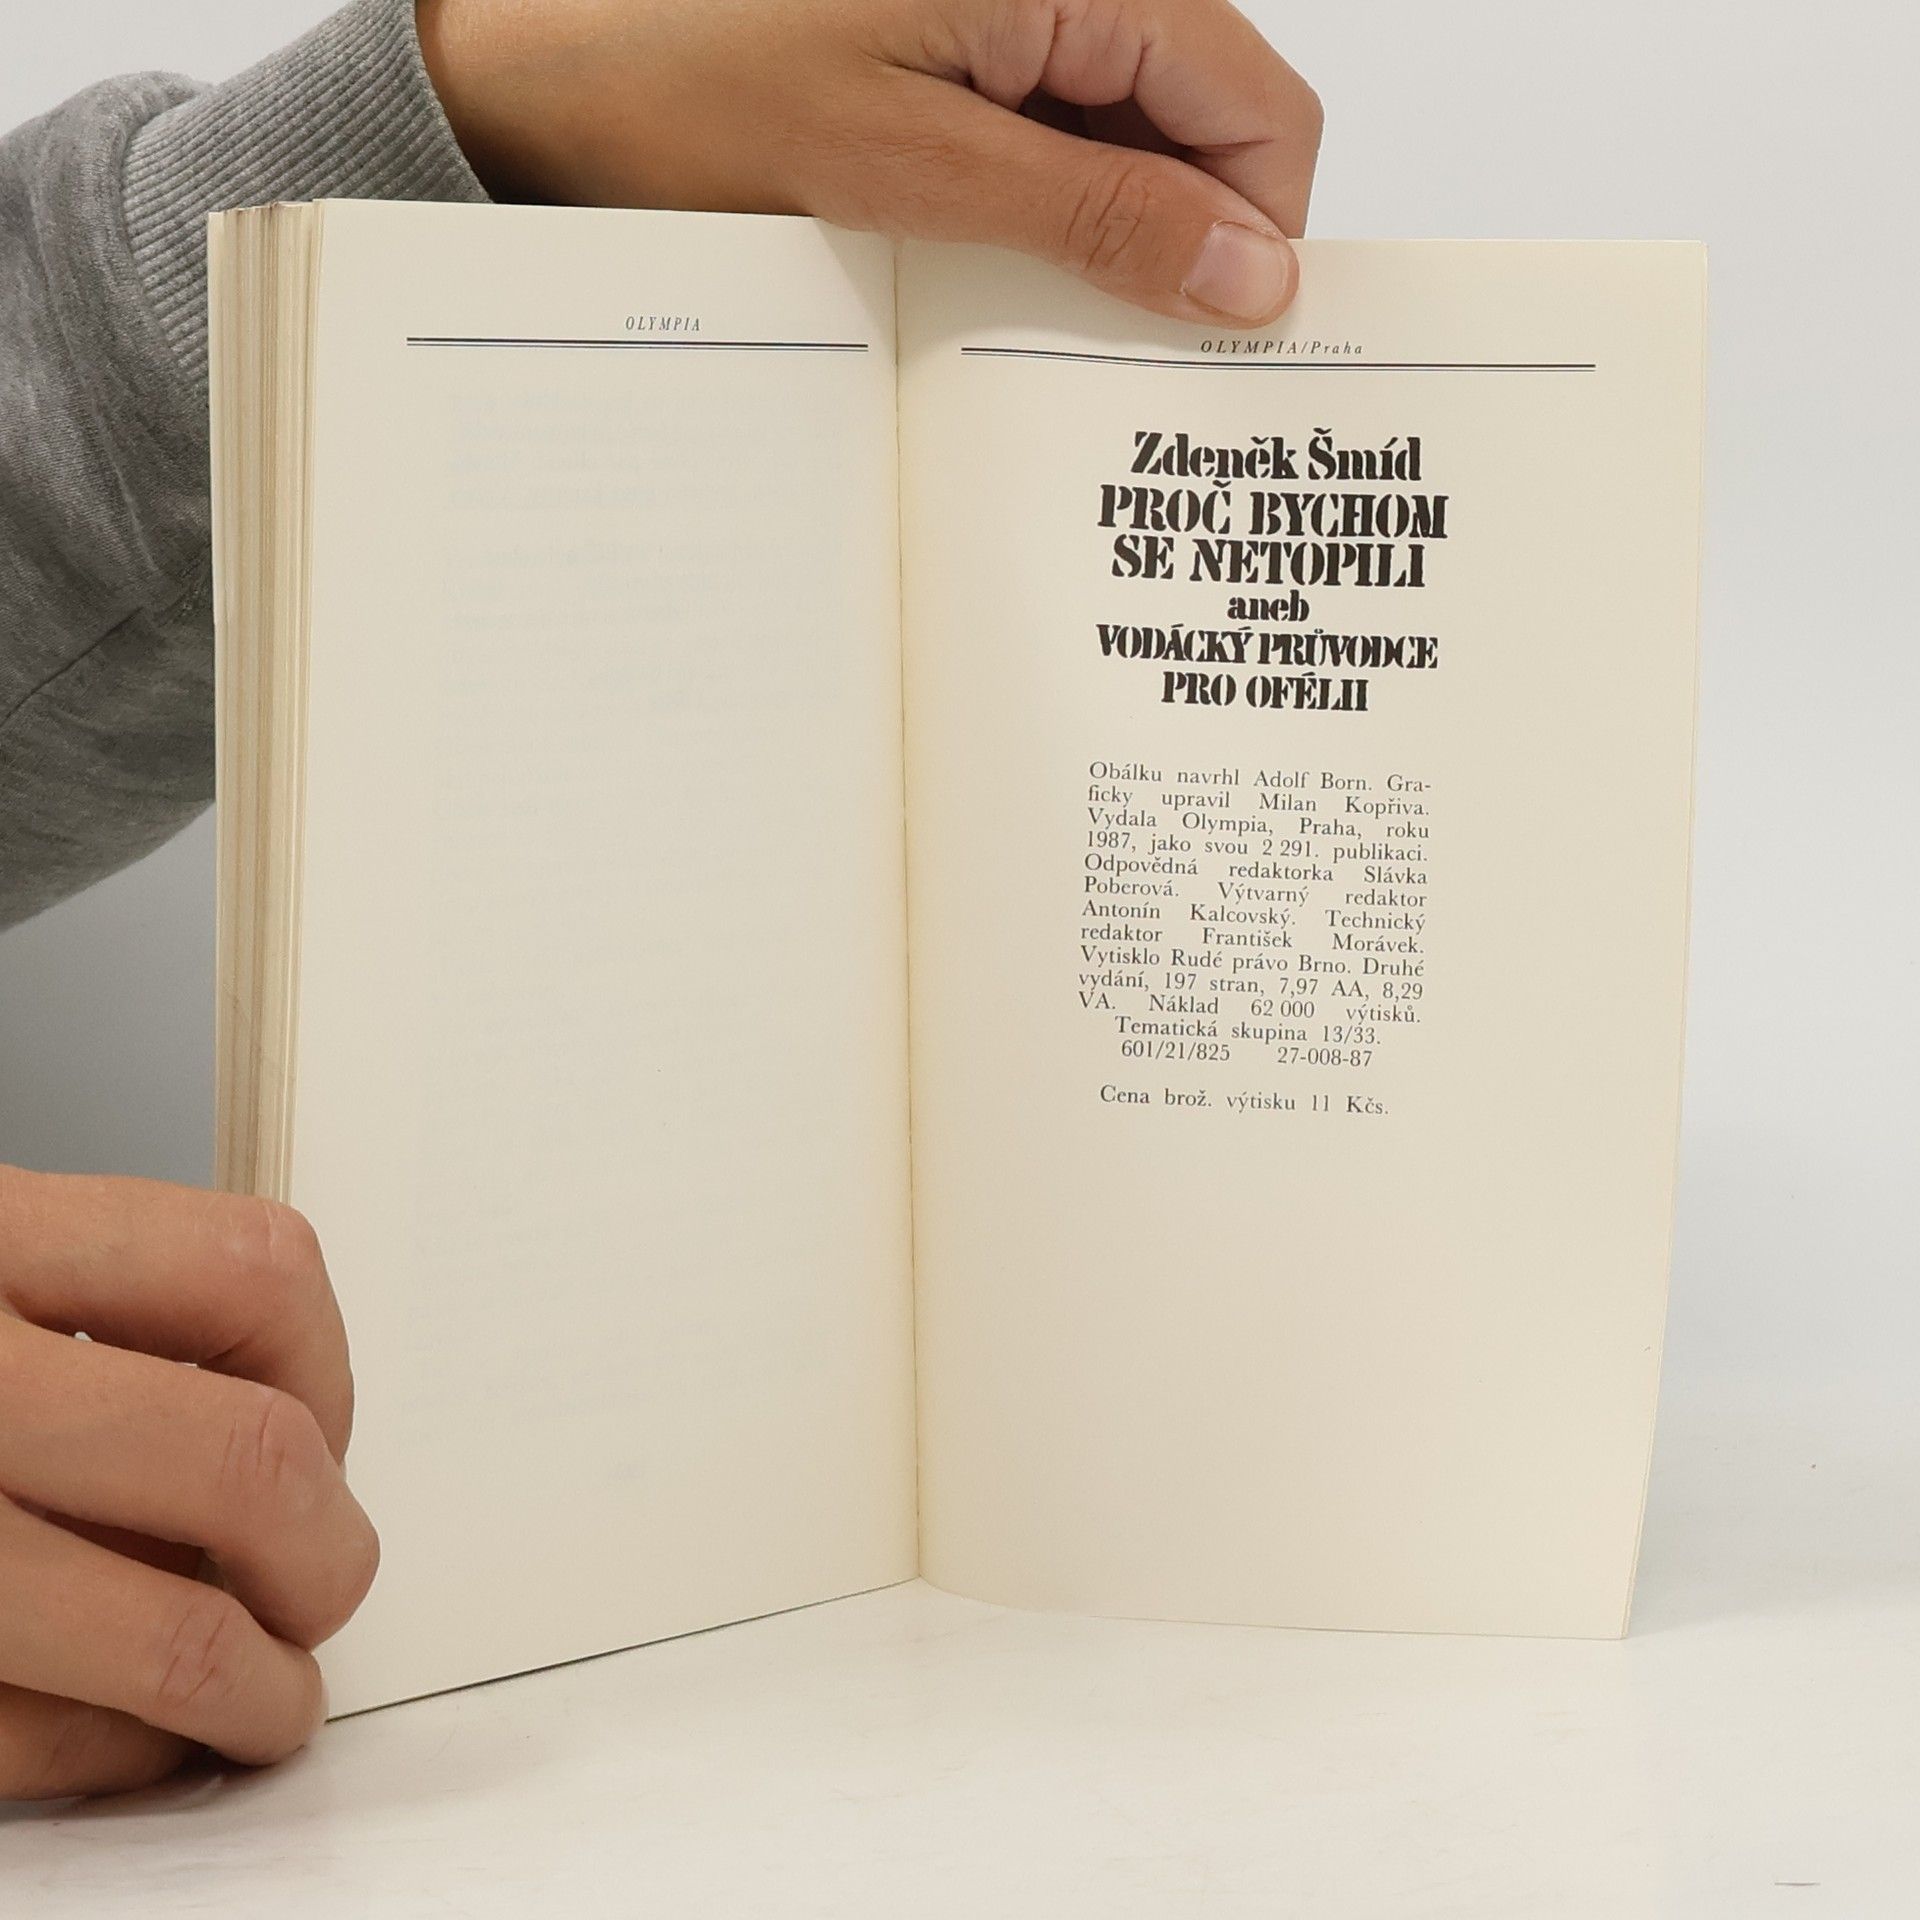 OLYMPIA
OLYMPIA/Praha
Zdeněk Šmíd
PROČ BYCHOM
SE NETOPILI
aneb
VODÁCKÝ PRŮVODCE
PRO OFÉLII
Obálku navrhl Adolf Born. Gra-
ficky upravil Milan Kopřiva.
Vydala Olympia, Praha, roku
1987, jako svou 2 291. publikaci.
Odpovědná redaktorka Slávka
Poberová. Výtvarný redaktor
Antonín Kalcovský. Technický
redaktor František Morávek.
Vytisklo Rudé právo Brno. Druhé
vydání, 197 stran, 7,97 AA, 8,29
VA. Náklad 62 000 výtisků.
Tematická skupina 13/33.
601/21/825 27-008-87
Cena brož. výtisku 11 Kčs.